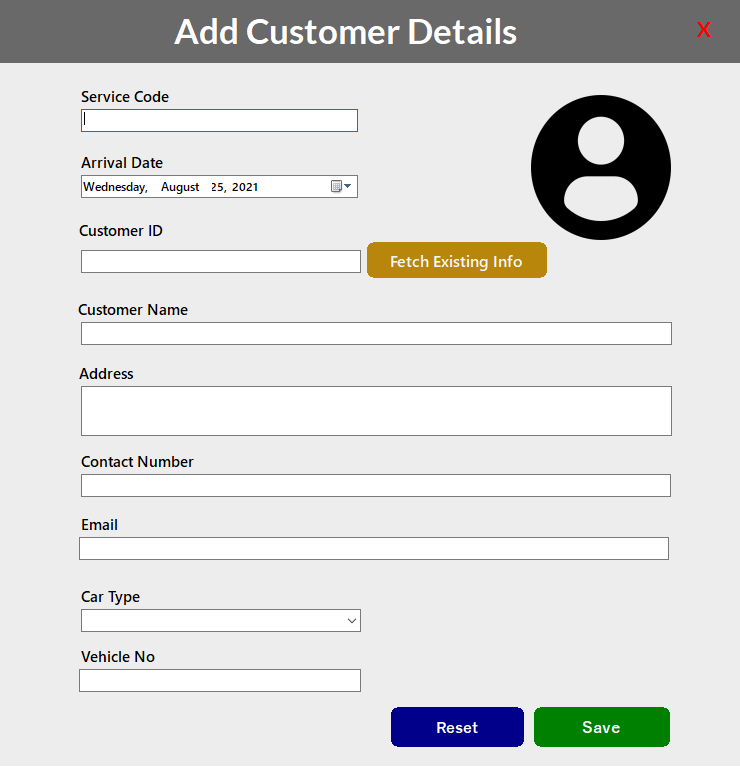 Add Customer Details X
Service Code
Arrival Date
Wednesday, August 25, 2021
Customer ID
Fetch Existing Info
Customer Name
Address
Contact Number
Email
Car Type
Vehicle No
Reset Save